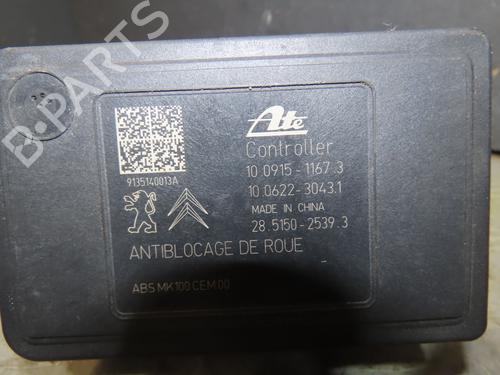 B-PARTS
Ate
Controller
9135140013A
10.0915-1167.3
10.0622-3043.1
MADE IN CHINA
28.5150-2539.3
ANTIBLOCAGE DE ROUE
ABS MK100 CEM 00